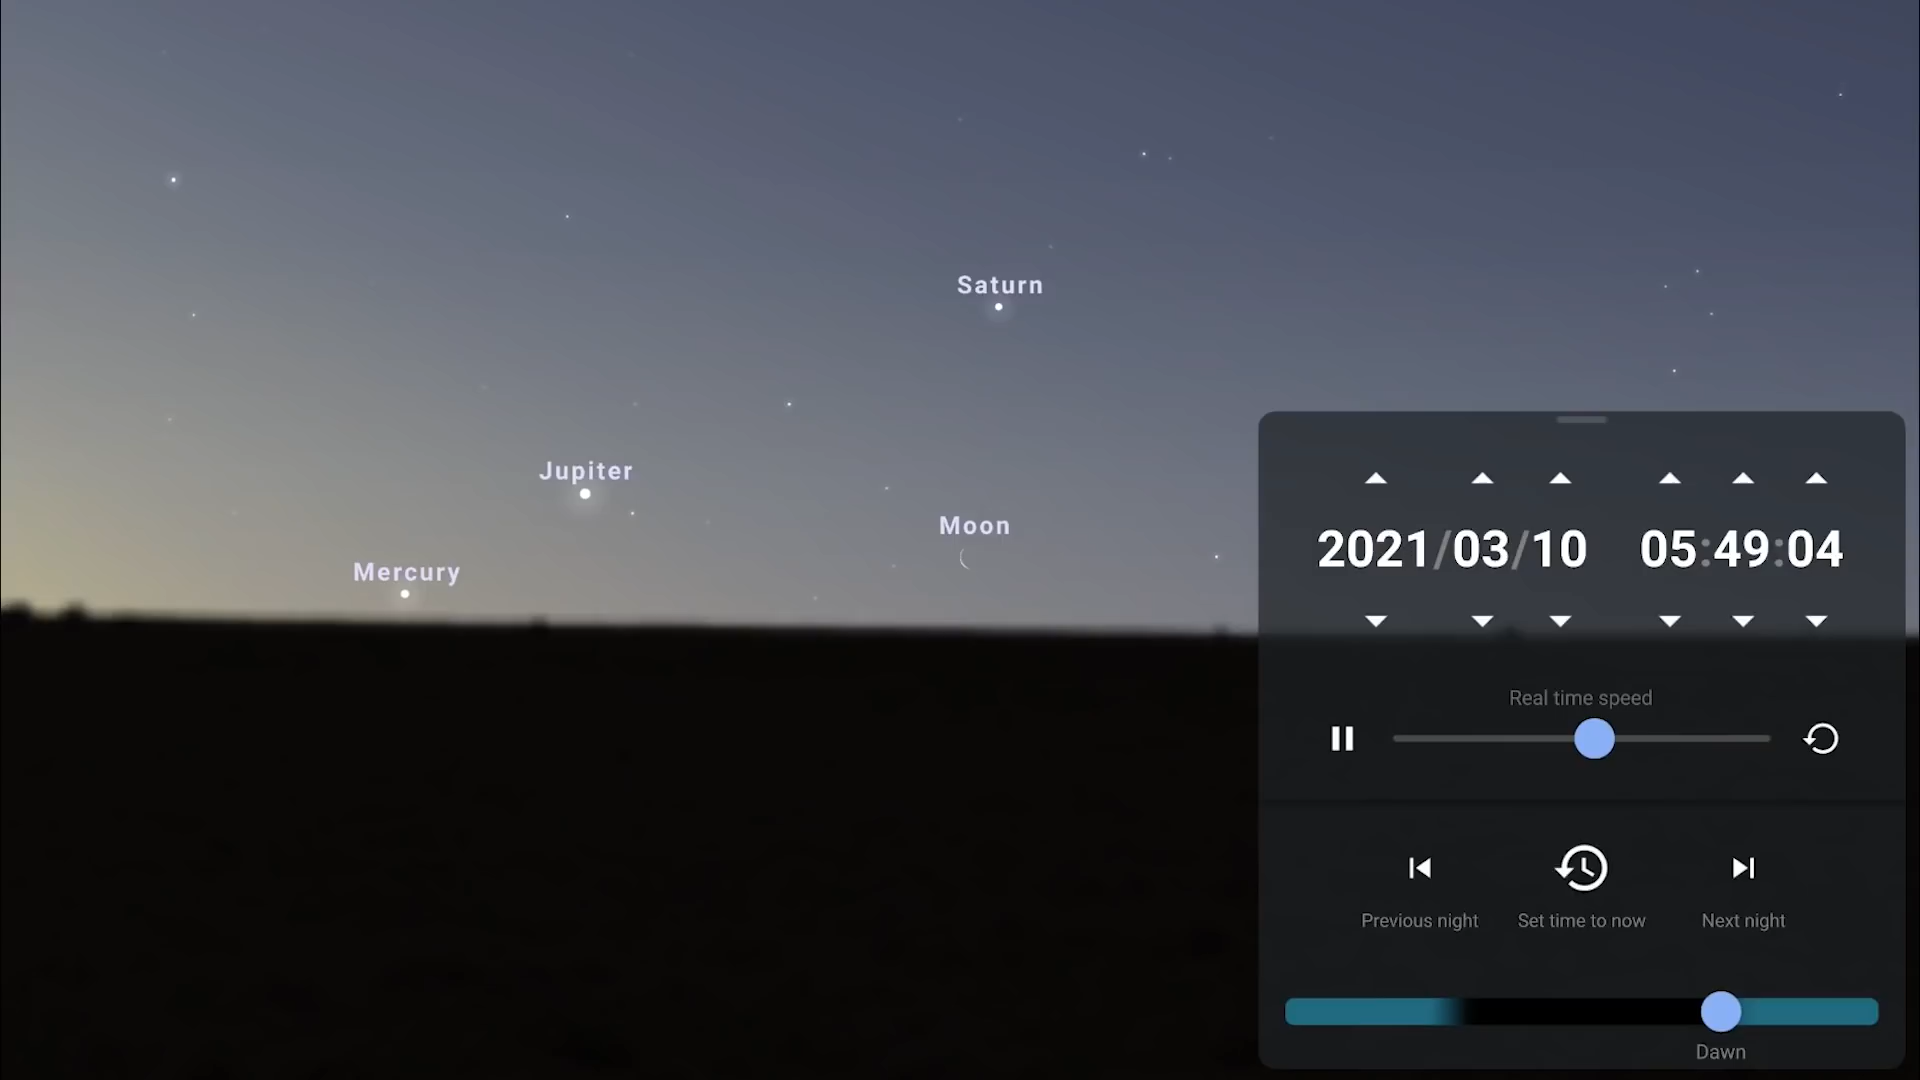 Saturn
Jupiter
Moon
Mercury
2021/03/10 05:49:04
Real time speed
Previous night Set time to now Next night
Dawn